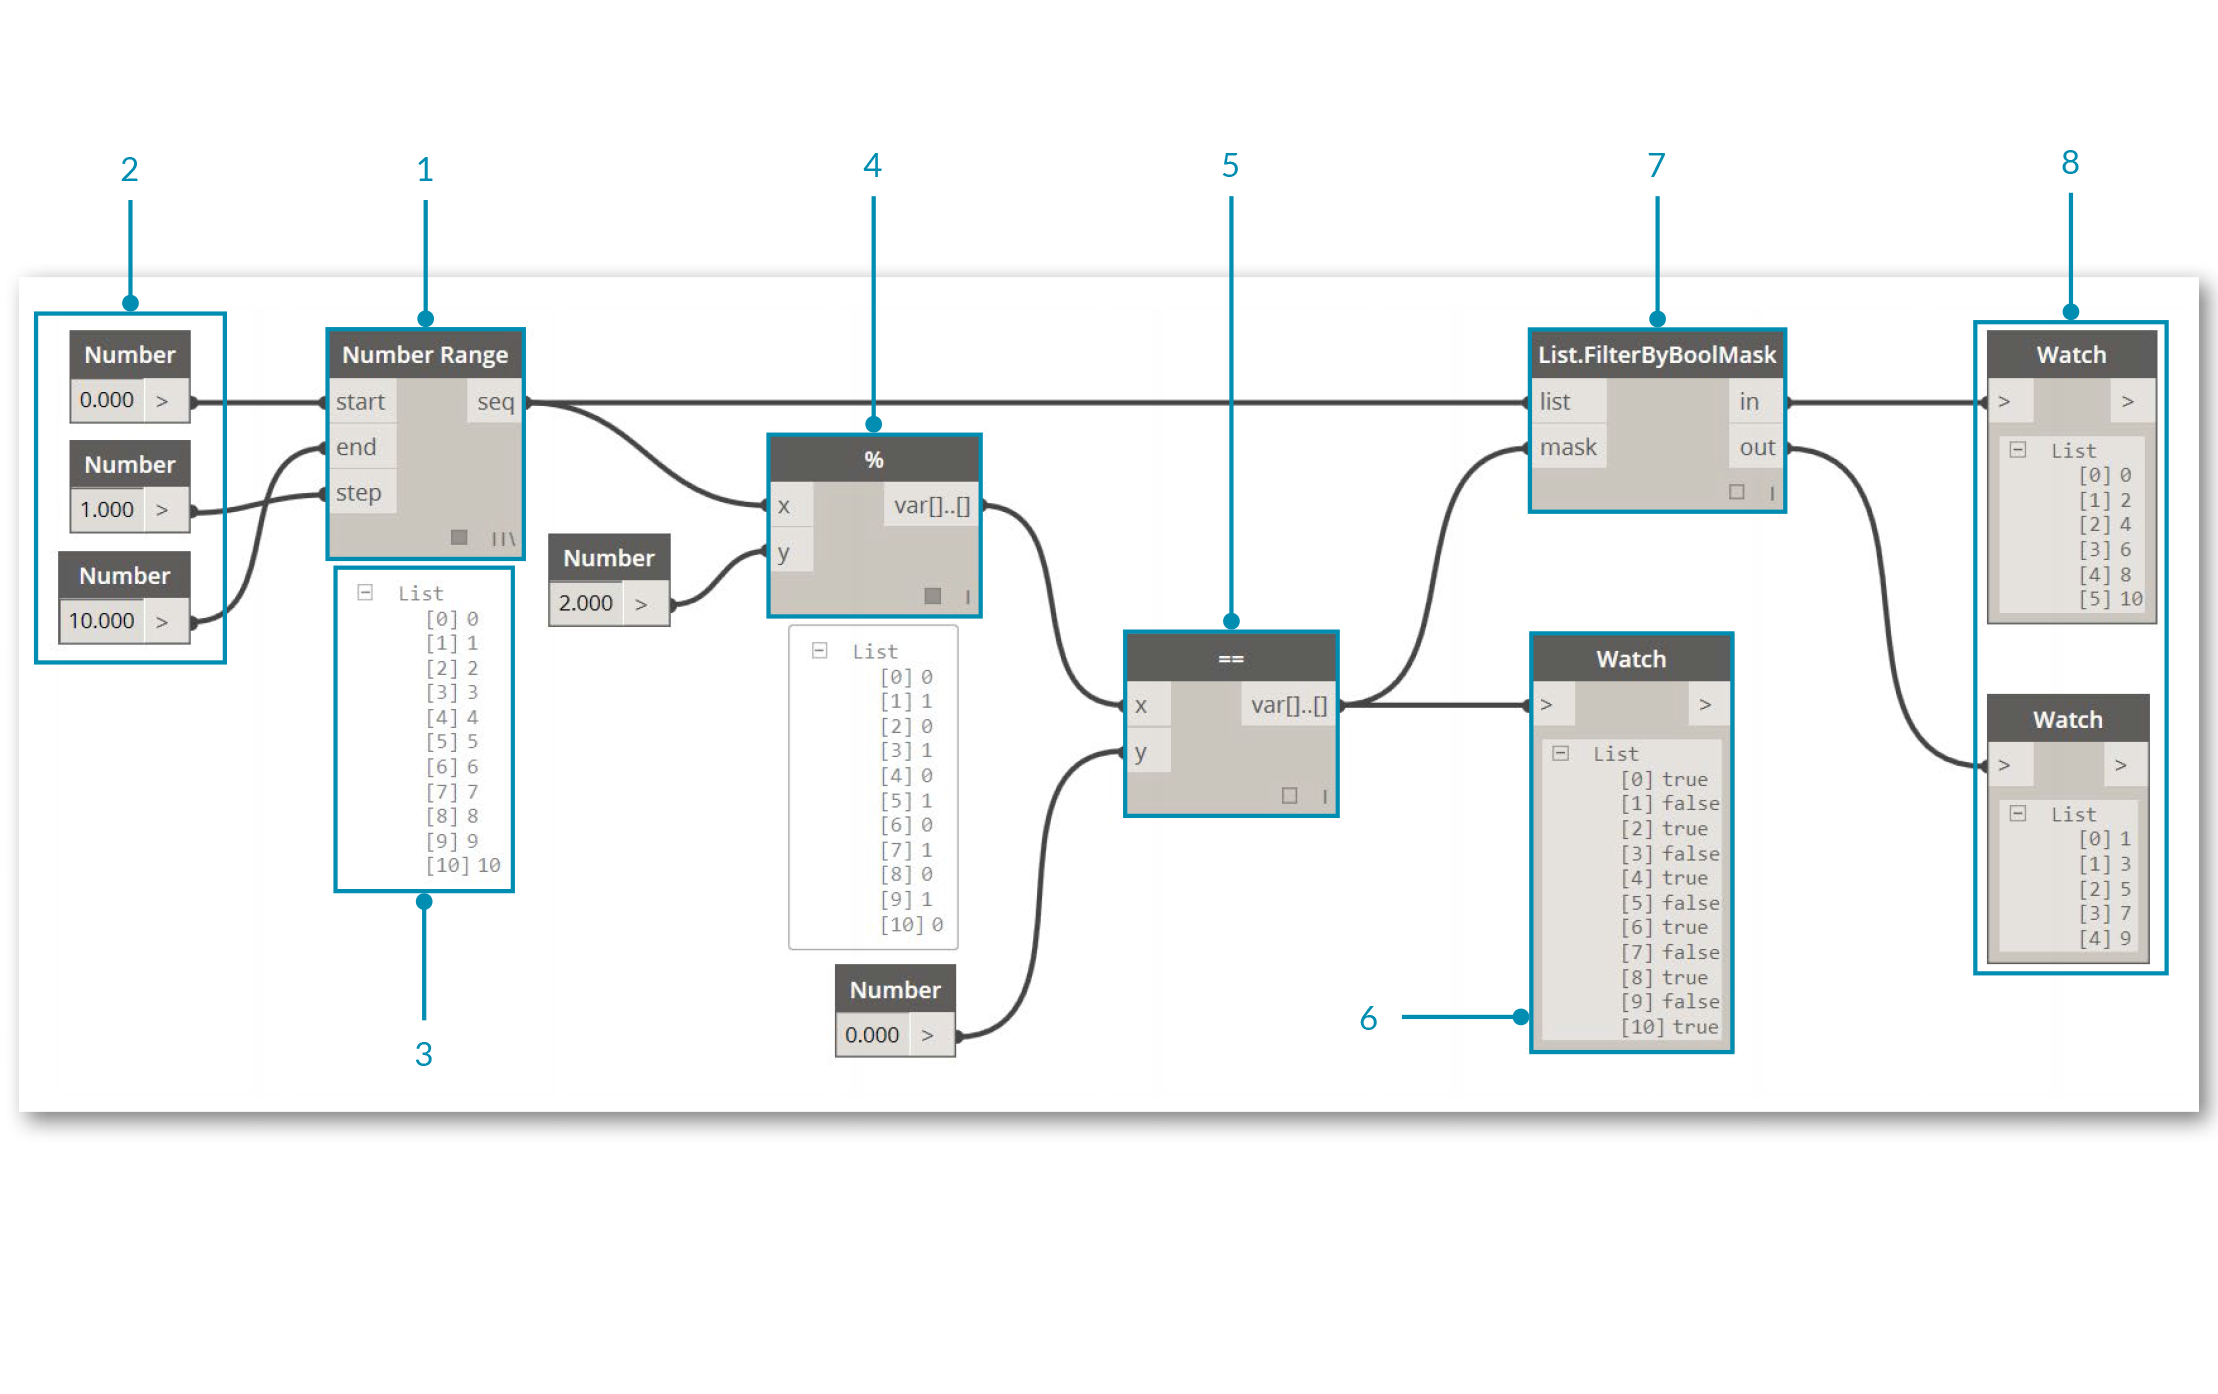 2
1
4
5
7
8
Number
0.000 >
Number
1.000 >
Number
10.000 >
Number Range
start seq
end
step
List
[0] 0
[1] 1
[2] 2
[3] 3
[4] 4
[5] 5
[6] 6
[7] 7
[8] 8
[9] 9
[10] 10
3
Number
2.000 >
%
x var[]..[]
y
List
[0] 0
[1] 1
[2] 0
[3] 1
[4] 0
[5] 1
[6] 0
[7] 1
[8] 0
[9] 1
[10] 0
Number
0.000 >
==
x var[]..[]
y
List.FilterByBoolMask
list in
mask out
Watch
> >
List
[0] true
[1] false
[2] true
[3] false
[4] true
[5] false
[6] true
[7] false
[8] true
[9] false
[10] true
6
Watch
> >
List
[0] 0
[1] 2
[2] 4
[3] 6
[4] 8
[5] 10
Watch
> >
List
[0] 1
[1] 3
[2] 5
[3] 7
[4] 9